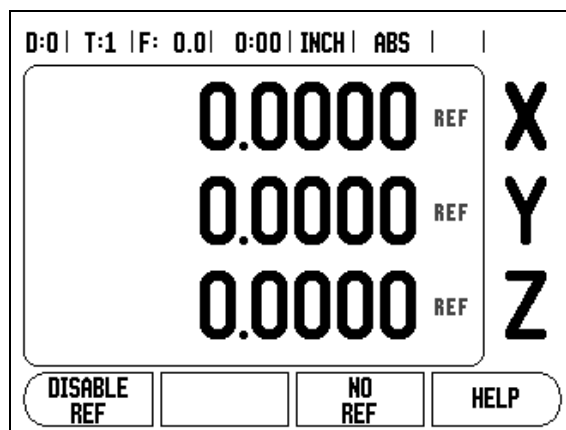 D:0 | T:1 | F: 0.0 | 0:00 | INCH | ABS | |
0.0000 REF X
0.0000 REF Y
0.0000 REF Z
DISABLE REF
NO REF
HELP